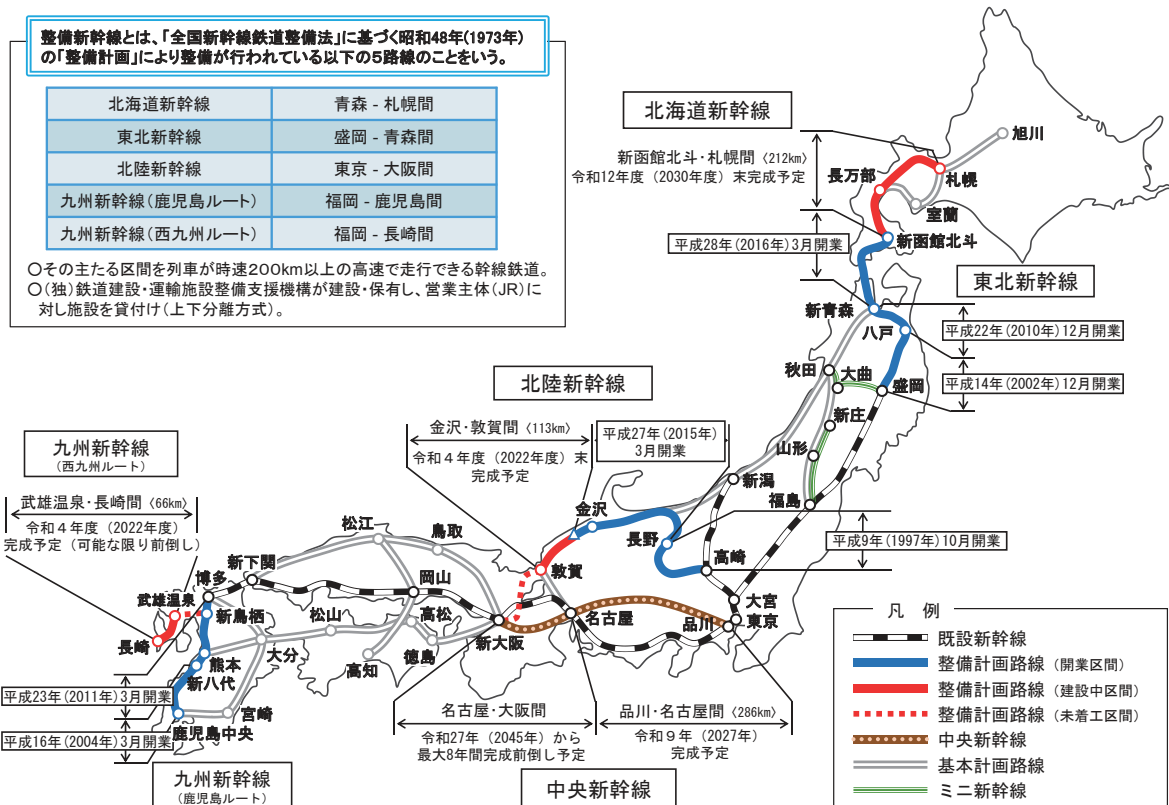 整備新幹線とは、「全国新幹線鉄道整備法」に基づく昭和48年(1973年)
の「整備計画」により整備が行われている以下の5路線のことをいう。
北海道新幹線 青森 - 札幌間
東北新幹線 盛岡 - 青森間
北陸新幹線 東京 - 大阪間
九州新幹線(鹿児島ルート) 福岡 - 鹿児島間
九州新幹線(西九州ルート) 福岡 - 長崎間
○その主たる区間を列車が時速200km以上の高速で走行できる幹線鉄道。
○(独)鉄道建設・運輸施設整備支援機構が建設・保有し、営業主体(JR)に
対し施設を貸付け(上下分離方式)。
北海道新幹線
新函館北斗・札幌間〈212km〉
令和12年度(2030年度)末完成予定
平成28年(2016年)3月開業
旭川
札幌
長万部
室蘭
新函館北斗
東北新幹線
新青森
八戸
平成22年(2010年)12月開業
平成14年(2002年)12月開業
秋田
大曲
盛岡
新庄
山形
福島
新潟
北陸新幹線
金沢・敦賀間〈113km〉
令和4年度(2022年度)末
完成予定
平成27年(2015年)
3月開業
金沢
長野
高崎
平成9年(1997年)10月開業
敦賀
大宮
東京
品川
名古屋
新大阪
九州新幹線
(西九州ルート)
武雄温泉・長崎間〈66km〉
令和4年度(2022年度)
完成予定(可能な限り前倒し)
松江
鳥取
新下関
岡山
博多
武雄温泉
新鳥栖
松山
高松
長崎
大分
高知
徳島
熊本
新八代
平成23年(2011年)3月開業
宮崎
鹿児島中央
平成16年(2004年)3月開業
九州新幹線
(鹿児島ルート)
名古屋・大阪間
令和27年(2045年)から
最大8年間完成前倒し予定
品川・名古屋間〈286km〉
令和9年(2027年)
完成予定
中央新幹線
凡 例
既設新幹線
整備計画路線(開業区間)
整備計画路線(建設中区間)
整備計画路線(未着工区間)
中央新幹線
基本計画路線
ミニ新幹線